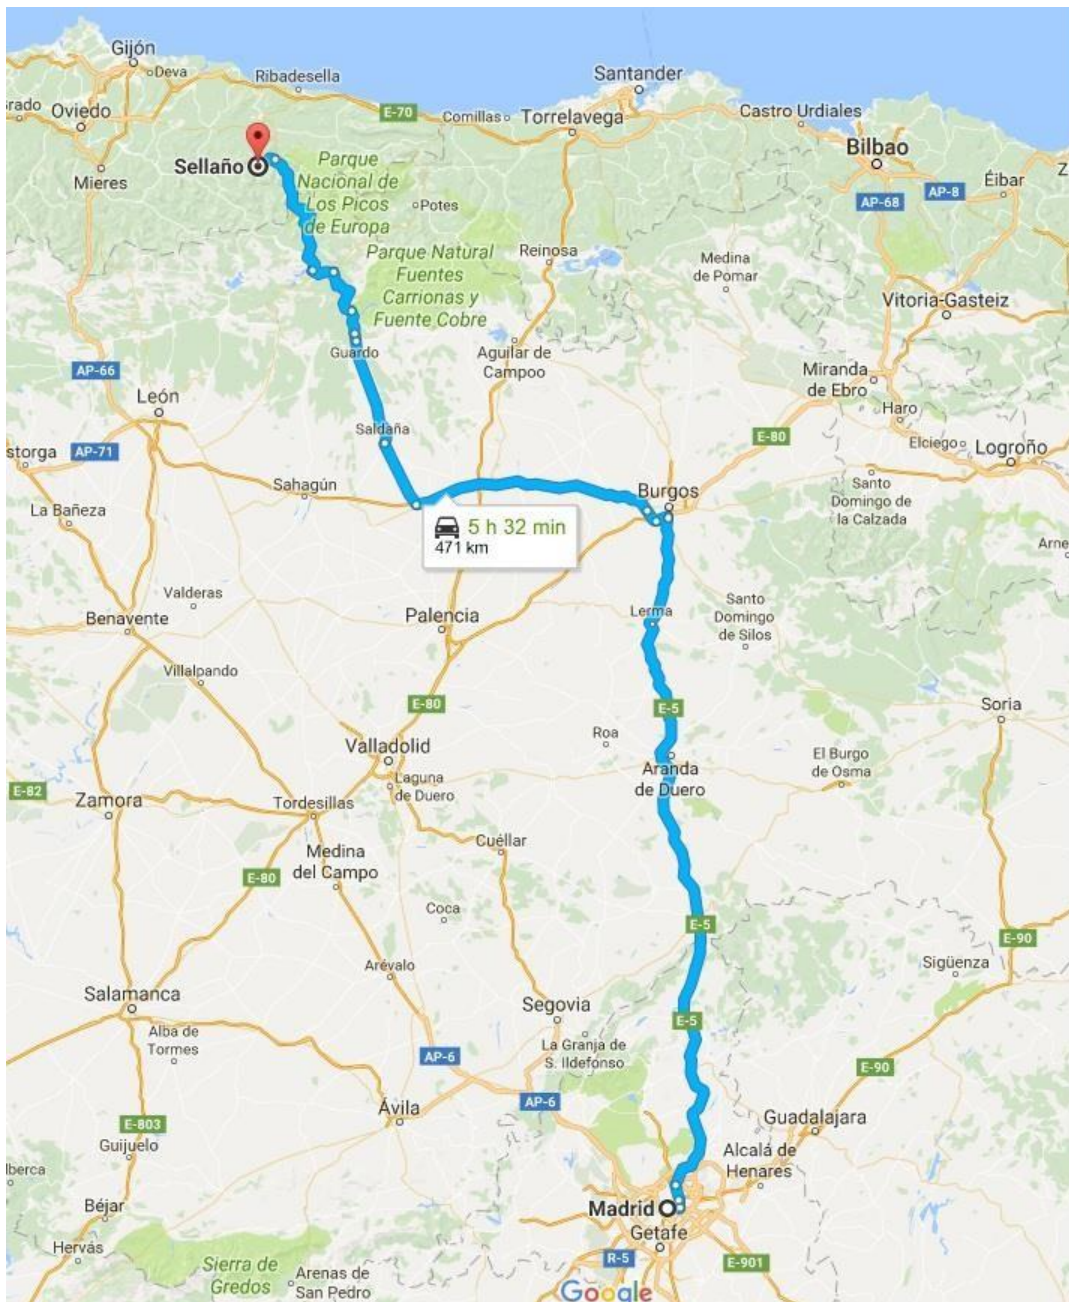 Gijón
Deva
Ribadesella
Santander
Grado
Oviedo
E-70
Comillas
Torrelavega
Castro Urdiales
Bilbao
Sellaño
Mieres
Parque
Nacional de
Los Picos
de Europa
Potes
AP-68
AP-8
Éibar
Z
Parque Natural
Fuentes
Carrionas y
Fuente Cobre
Reinosa
Medina
de Pomar
Vitoria-Gasteiz
Guardo
Aguilar de
Campoo
AP-66
Miranda
de Ebro
León
Haro
storga
AP-71
Saldaña
E-80
Elciego
Logroño
Sahagún
Burgos
Santo
Domingo de
la Calzada
La Bañeza
5 h 32 min
471 km
Arne
Valderas
Benavente
Palencia
Lerma
Santo
Domingo
de Silos
Villalpando
E-80
E-5
Soria
Valladolid
Roa
Aranda
de Duero
El Burgo
de Osma
Laguna
de Duero
E-82
Zamora
Tordesillas
Medina
del Campo
Cuéllar
E-80
Coca
E-5
E-90
Arévalo
Sigüenza
Salamanca
Segovia
E-5
Alba de
Tormes
La Granja de
S. Ildefonso
AP-6
E-90
AP-6
Ávila
E-803
Guadalajara
Guijuelo
Alcalá de
Henares
lberca
Béjar
Madrid
Getafe
Hervás
Sierra de
Gredos
R-5
E-901
Arenas de
San Pedro
Google